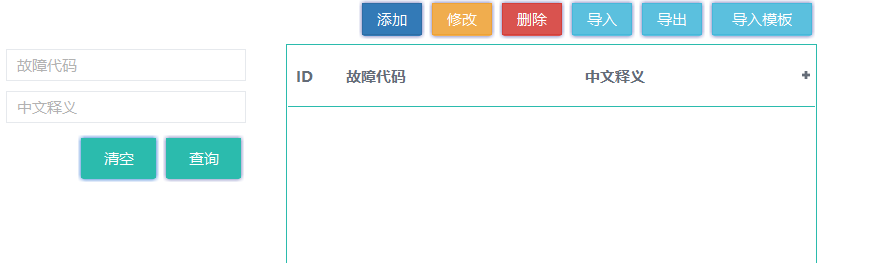 添加 修改 删除 导入 导出 导入模板
故障代码
中文释义
清空 查询
ID 故障代码 中文释义 +